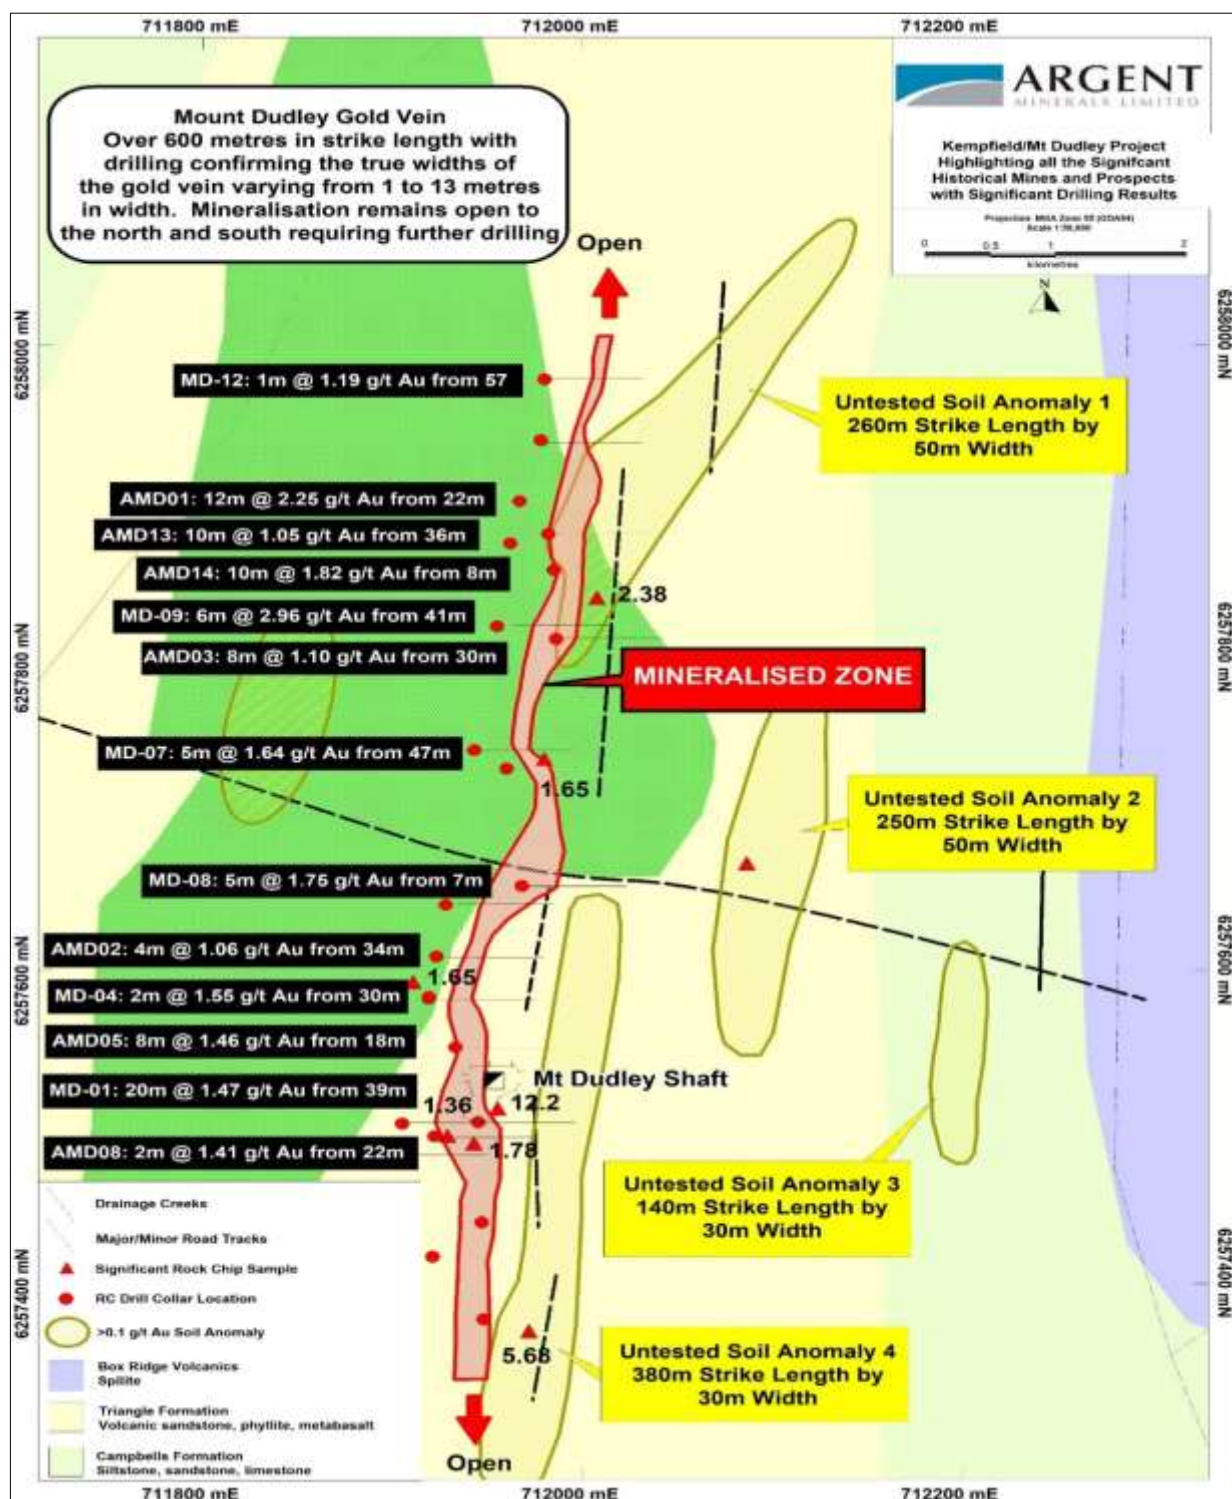 711800 mE
712000 mE
712200 mE
ARGENT
MINERALS LIMITED
Kempfield/Mt Dudley Project
Highlighting all the Signifcant
Historical Mines and Prospects
with Significant Drilling Results
Projection: MGA Zone 55 (GDA94)
0
0.5
1
2
kilometres
N
Mount Dudley Gold Vein
Over 600 metres in strike length with
drilling confirming the true widths of
the gold vein varying from 1 to 13 metres
in width. Mineralisation remains open to
the north and south requiring further drilling
Open
6258000 mN
6258000 mN
MD-12: 1m @ 1.19 g/t Au from 57
Untested Soil Anomaly 1
260m Strike Length by
50m Width
AMD01: 12m @ 2.25 g/t Au from 22m
AMD13: 10m @ 1.05 g/t Au from 36m
AMD14: 10m @ 1.82 g/t Au from 8m
2.38
MD-09: 6m @ 2.96 g/t Au from 41m
AMD03: 8m @ 1.10 g/t Au from 30m
6257800 mN
6257800 mN
MINERALISED ZONE
MD-07: 5m @ 1.64 g/t Au from 47m
1.65
Untested Soil Anomaly 2
250m Strike Length by
50m Width
MD-08: 5m @ 1.75 g/t Au from 7m
AMD02: 4m @ 1.06 g/t Au from 34m
1.65
MD-04: 2m @ 1.55 g/t Au from 30m
6257600 mN
6257600 mN
AMD05: 8m @ 1.46 g/t Au from 18m
Mt Dudley Shaft
MD-01: 20m @ 1.47 g/t Au from 39m
1.36
12.2
AMD08: 2m @ 1.41 g/t Au from 22m
1.78
Untested Soil Anomaly 3
140m Strike Length by
30m Width
Drainage Creeks
Major/Minor Road Tracks
Significant Rock Chip Sample
RC Drill Collar Location
>0.1 g/t Au Soil Anomaly
Box Ridge Volcanics
Spilite
Triangle Formation
Volcanic sandstone, phyllite, metabasalt
Campbells Formation
Siltstone, sandstone, limestone
6257400 mN
6257400 mN
5.68
Untested Soil Anomaly 4
380m Strike Length by
30m Width
Open
711800 mE
712000 mE
712200 mE